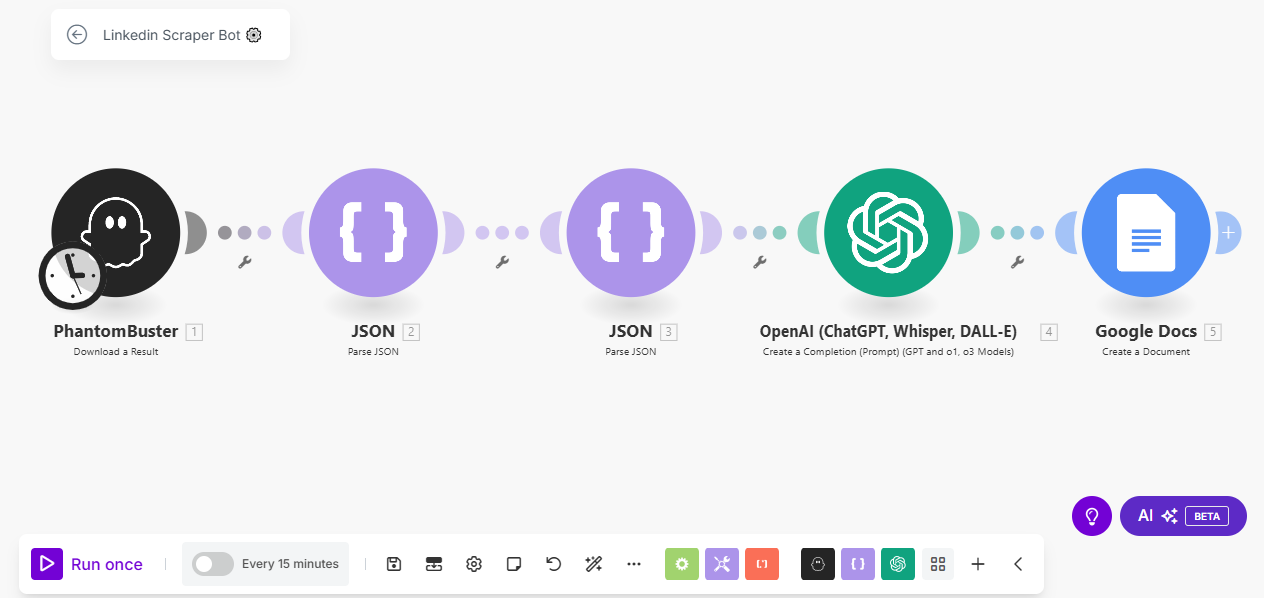 Linkedin Scraper Bot
PhantomBuster 1
Download a Result
JSON 2
Parse JSON
JSON 3
Parse JSON
OpenAI (ChatGPT, Whisper, DALL-E) 4
Create a Completion (Prompt) (GPT and o1, o3 Models)
Google Docs 5
Create a Document
AI BETA
Run once
Every 15 minutes